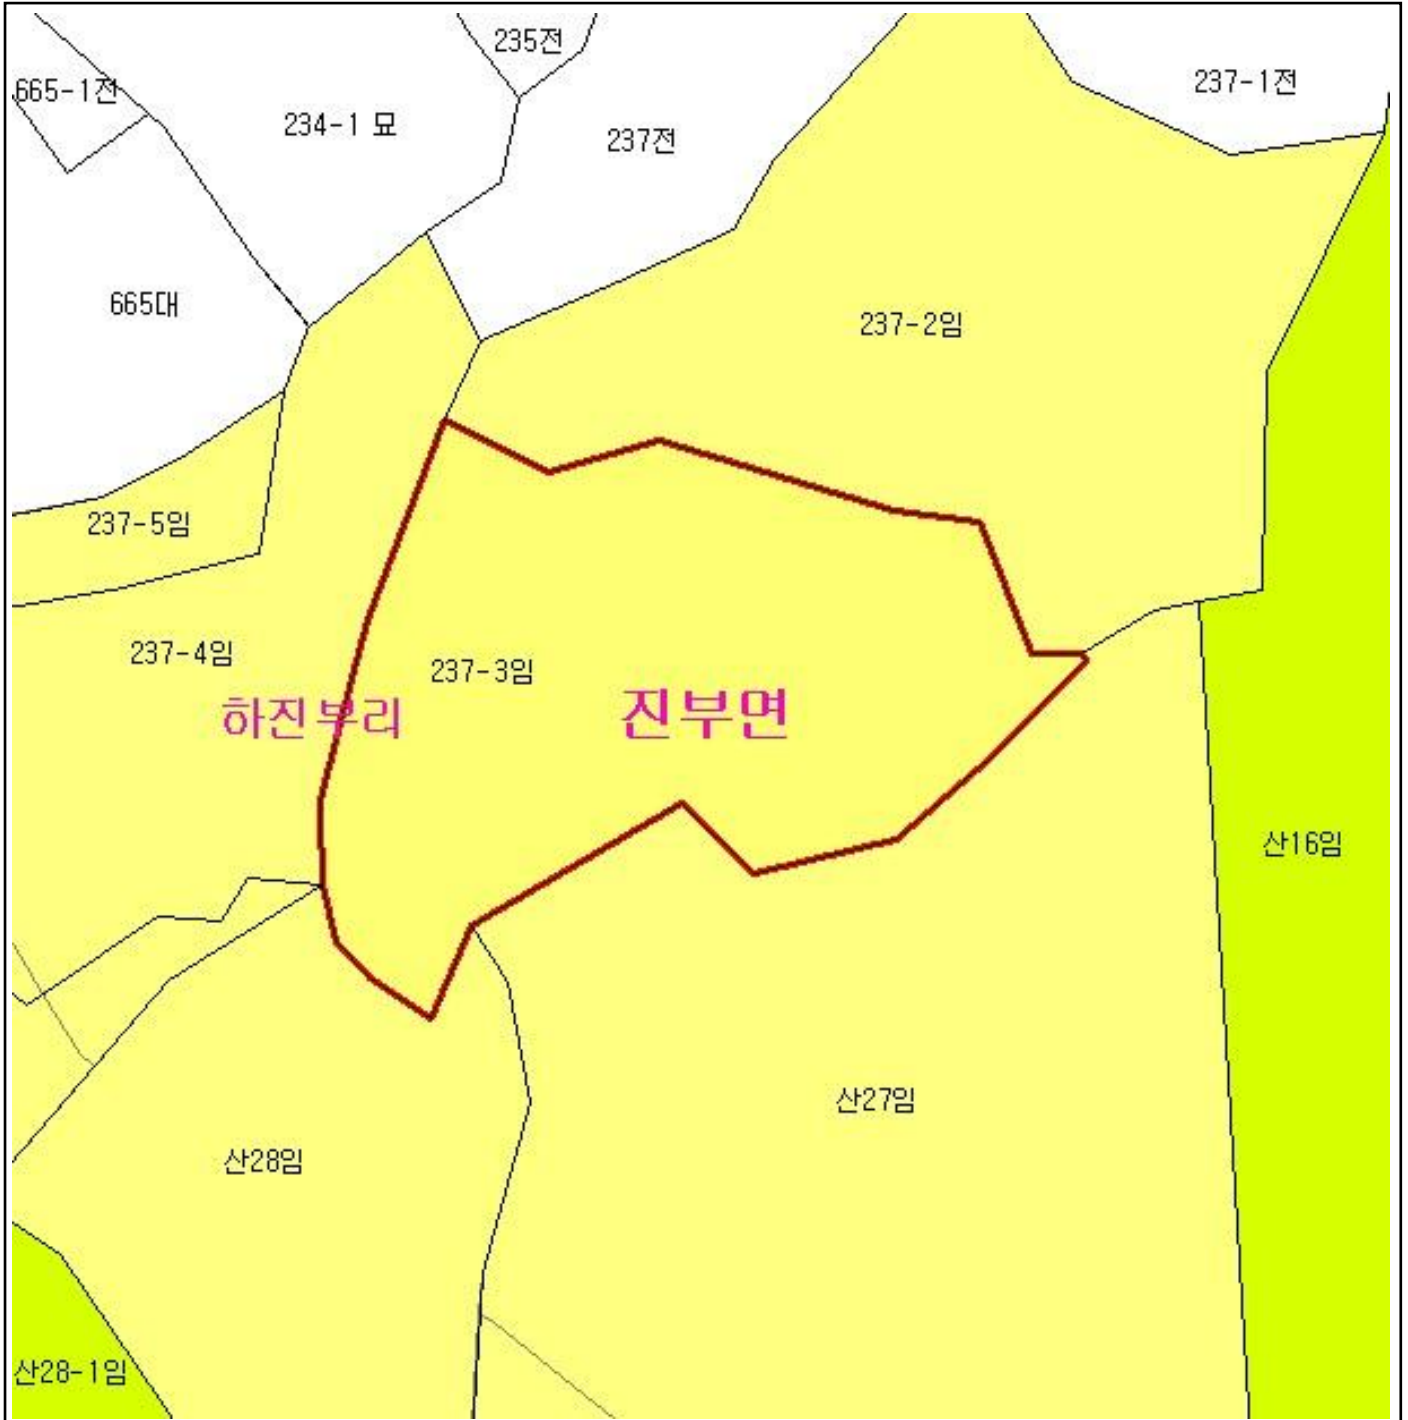 235전
665-1전
237-1전
234-1 묘
237전
665대
237-2임
237-5임
237-4임
237-3임
하진부리
진부면
산16임
산27임
산28임
산28-1임